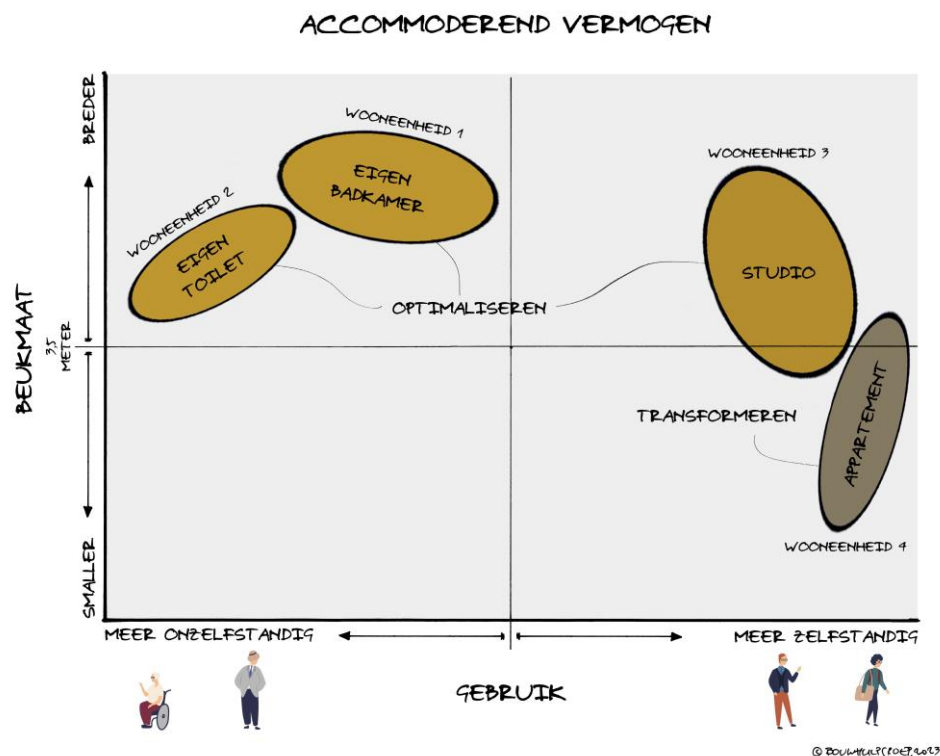 ACCOMMODEREND VERMOGEN
BREDER
BEUKMAAT
3,5
METER
SMALLER
WOONEENHEID 1
EIGEN
BADKAMER
WOONEENHEID 2
EIGEN
TOILET
WOONEENHEID 3
STUDIO
OPTIMALISEREN
TRANSFORMEREN
APPARTEMENT
WOONEENHEID 4
MEER ONZELFSTANDIG
MEER ZELFSTANDIG
GEBRUIK